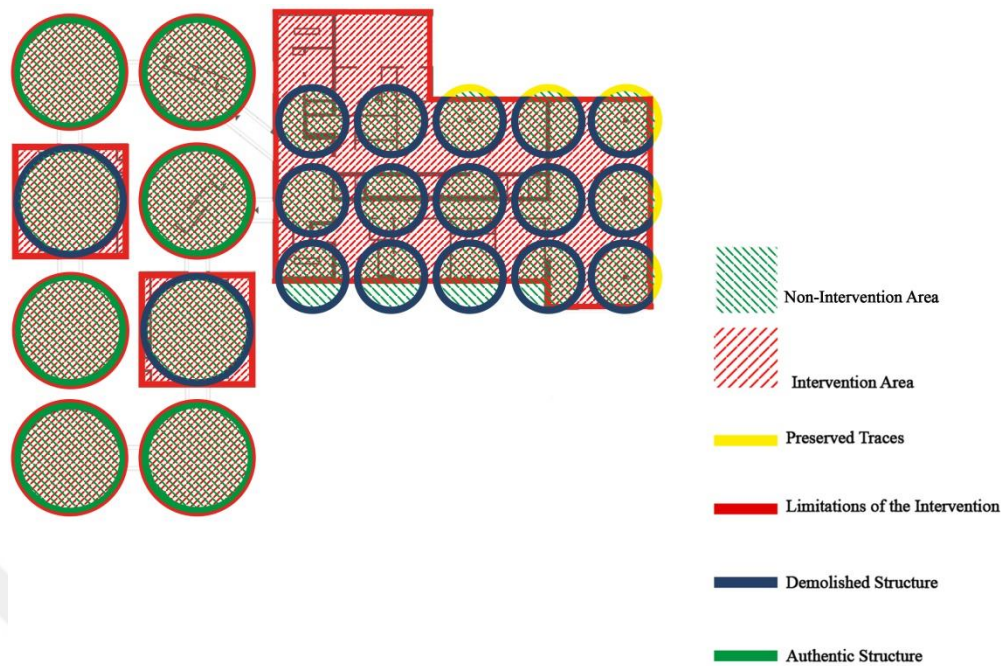 Non-Intervention Area
Intervention Area
Preserved Traces
Limitations of the Intervention
Demolished Structure
Authentic Structure